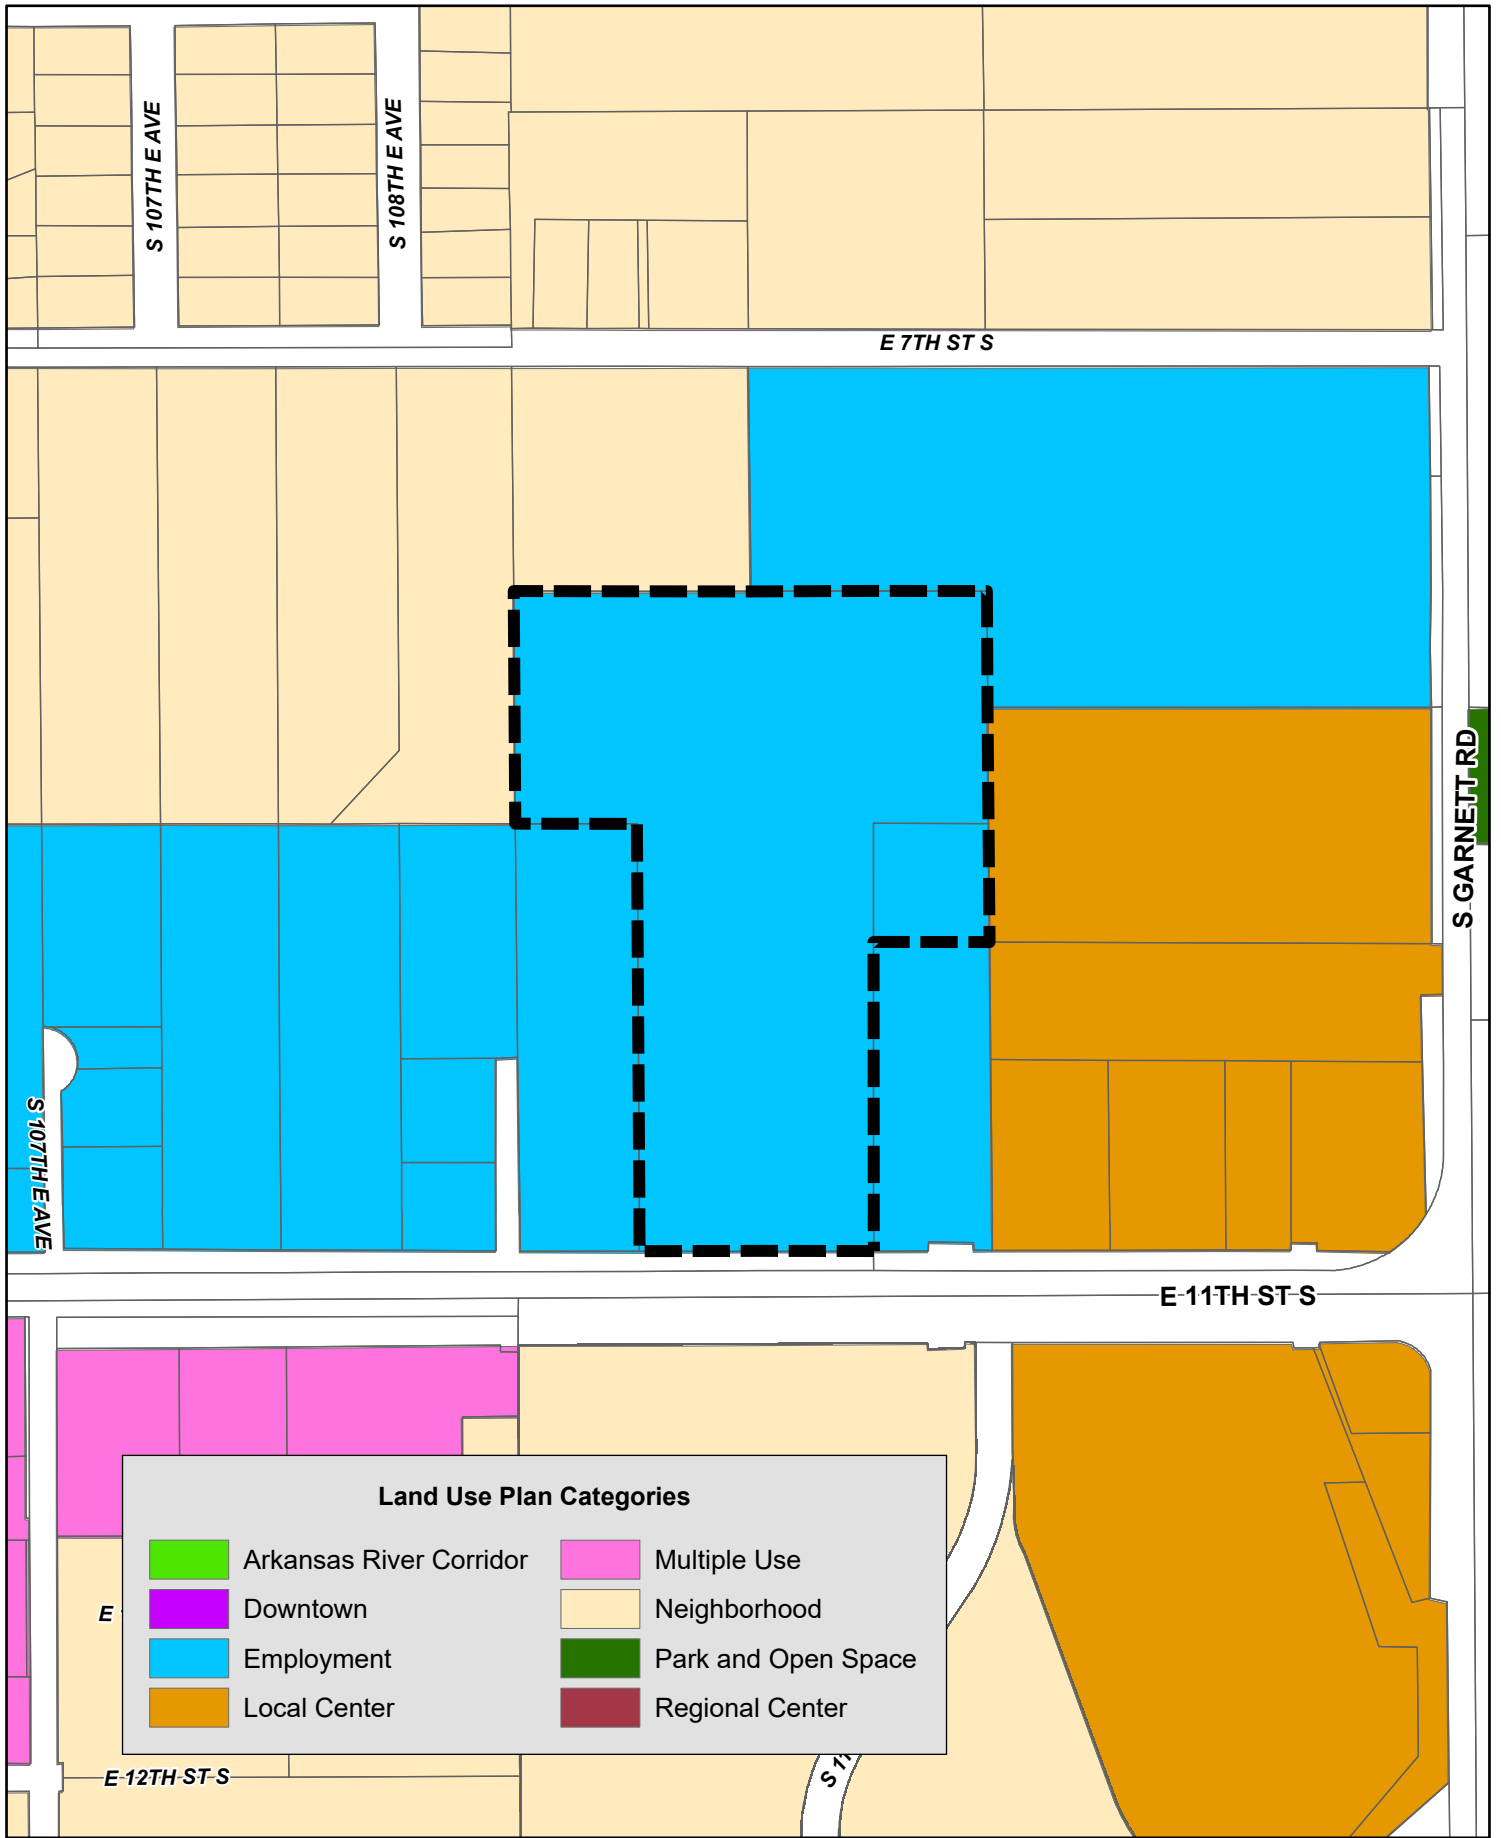 S 107TH E AVE
S 108TH E AVE
E 7TH ST S
S GARNETT RD
S 107TH E AVE
E 11TH ST S
Land Use Plan Categories
Arkansas River Corridor
Downtown
Employment
Local Center
Multiple Use
Neighborhood
Park and Open Space
Regional Center
E
E 12TH ST S
S 11